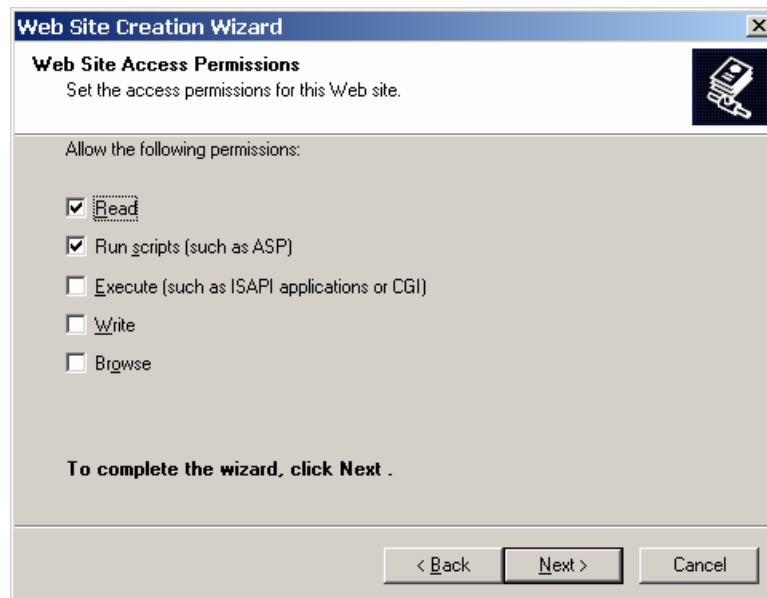 Web Site Creation Wizard
Web Site Access Permissions
Set the access permissions for this Web site.
Allow the following permissions:
Read
Run scripts (such as ASP)
Execute (such as ISAPI applications or CGI)
Write
Browse
To complete the wizard, click Next .
< Back Next > Cancel